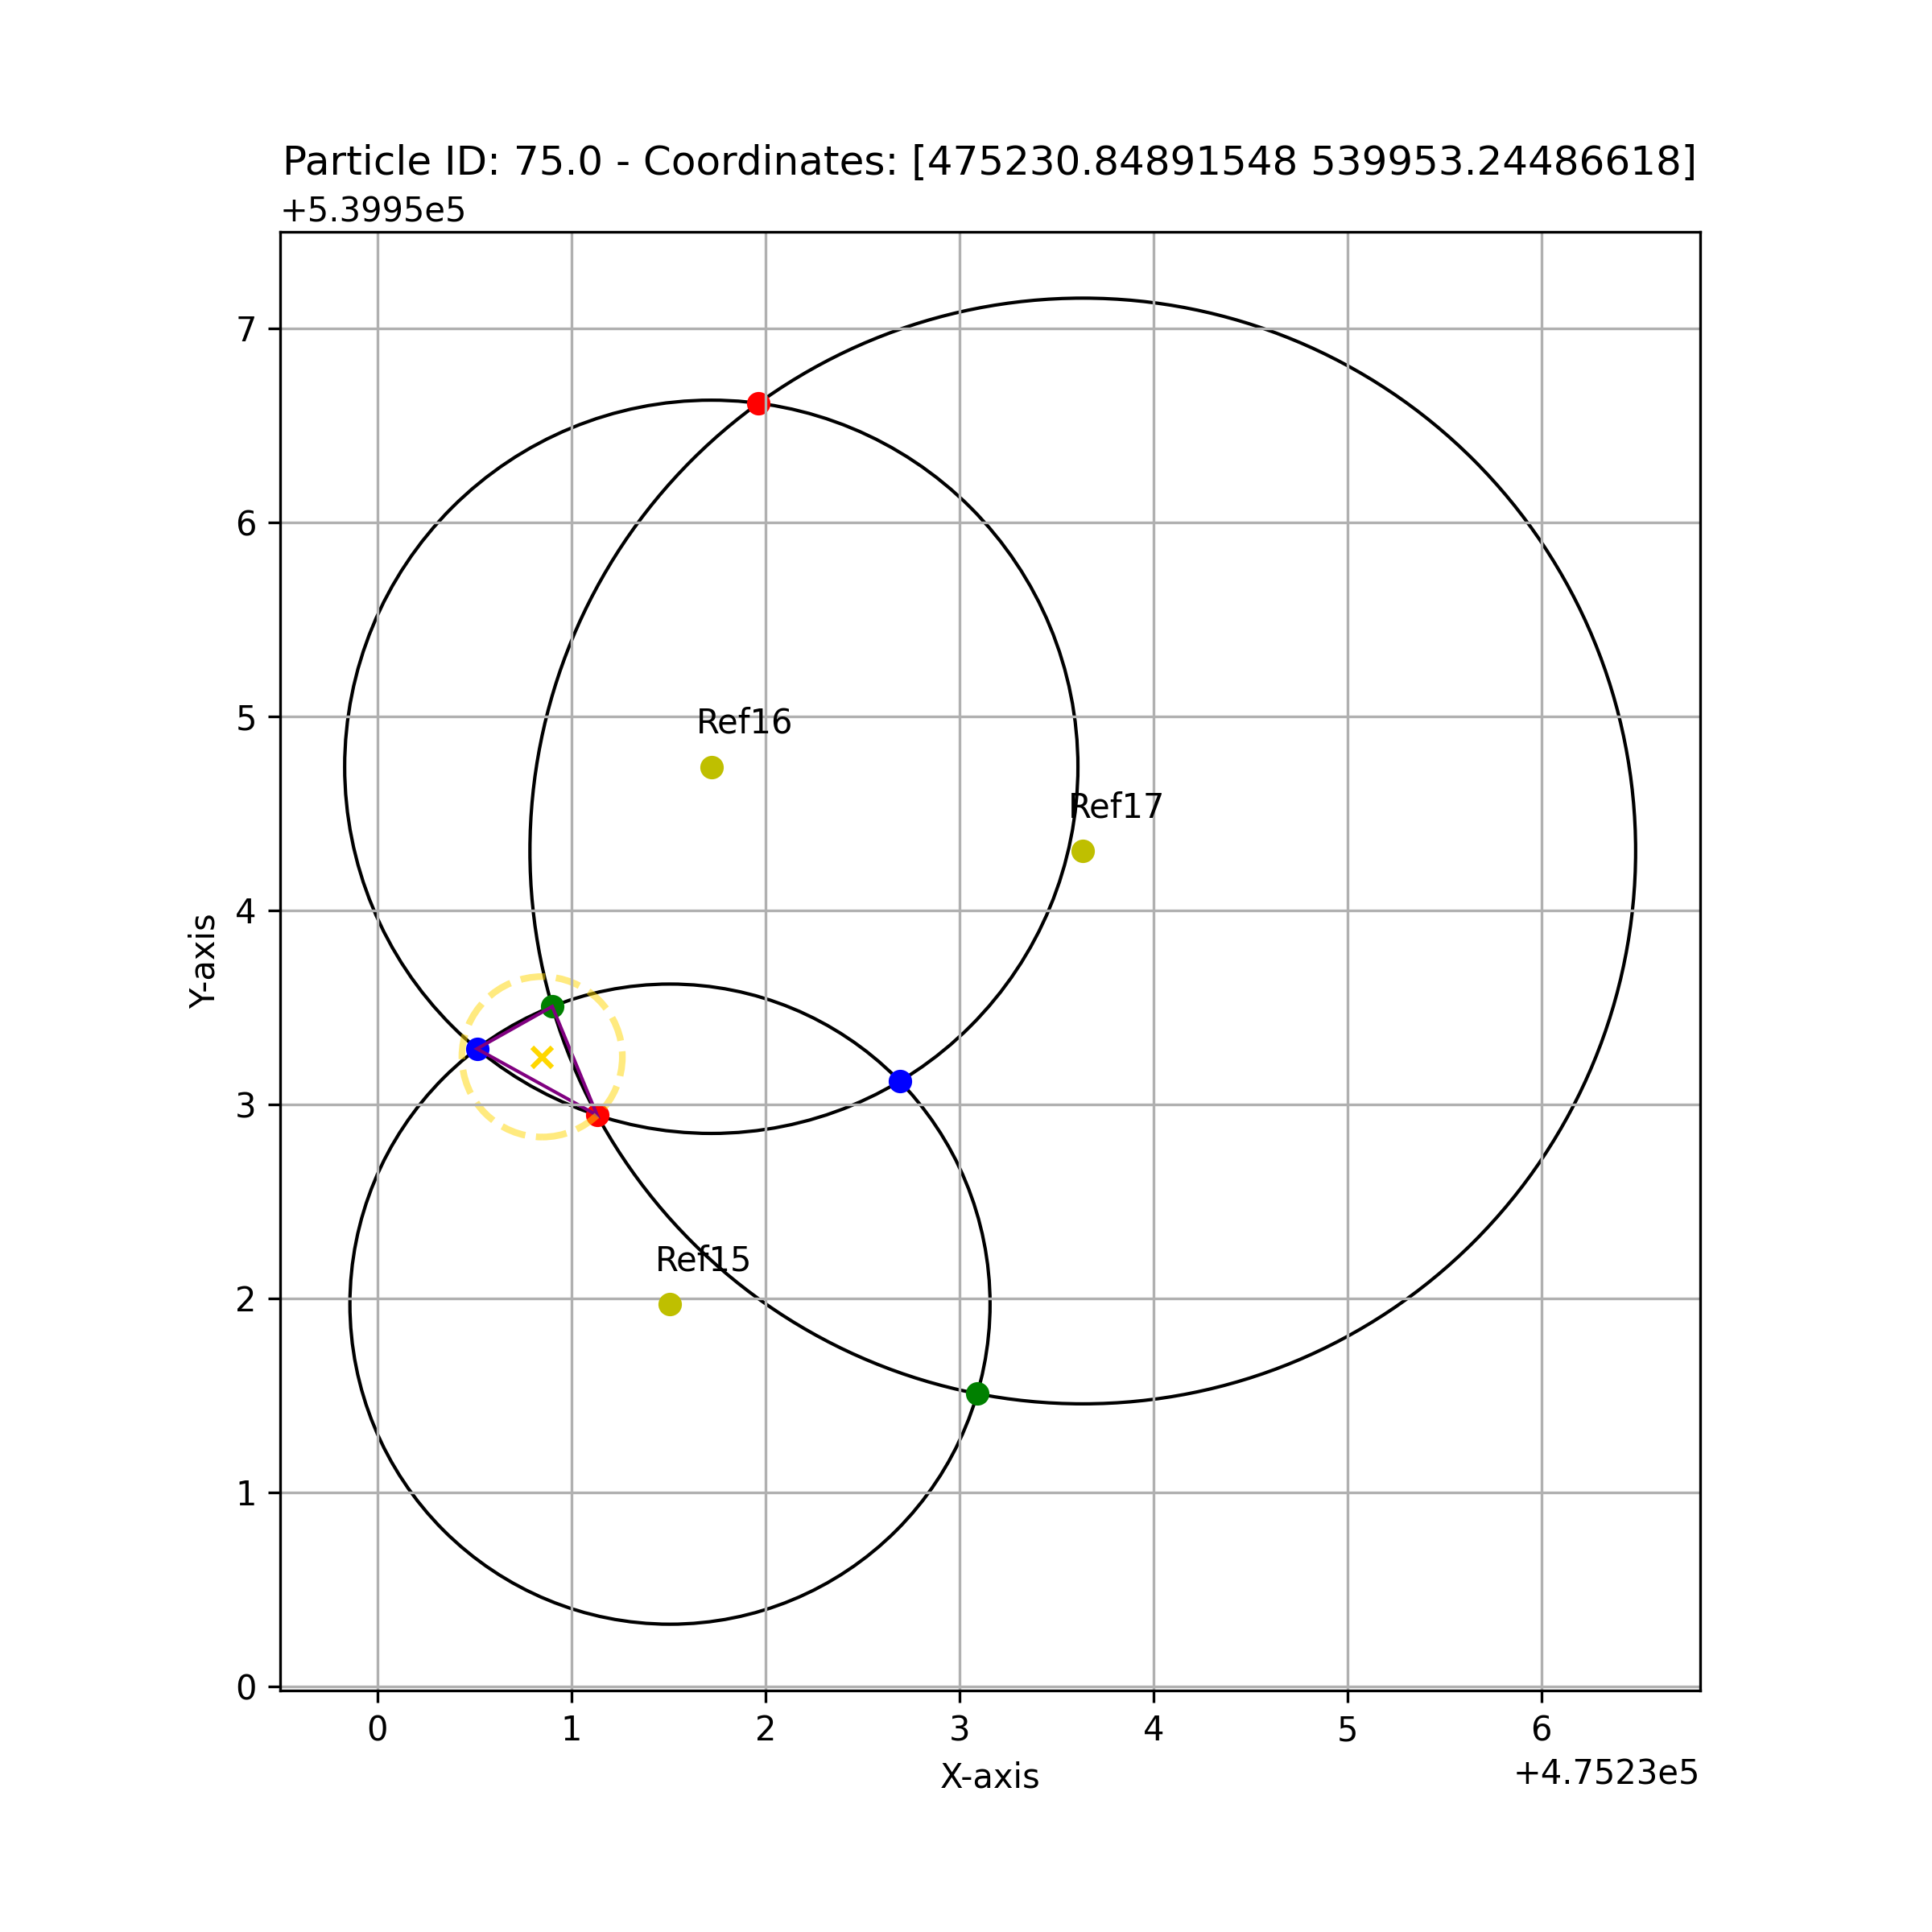 Particle ID: 75.0 - Coordinates: [475230.84891548 539953.24486618]
+5.3995e5
7
6
5
4
3
2
1
0
Y-axis
Ref16
Ref17
Ref15
0 1 2 3 4 5 6
X-axis
+4.7523e5